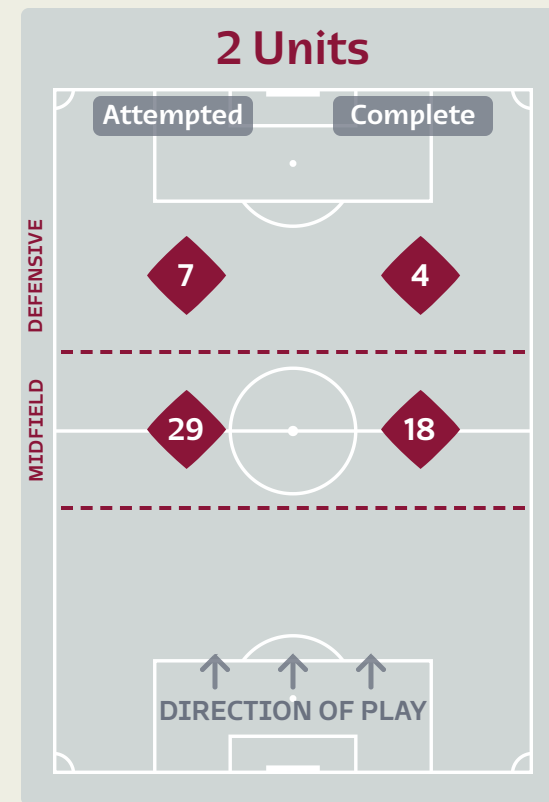 2 Units
Attempted Complete
DEFENSIVE
7 4
MIDFIELD
29 18
DIRECTION OF PLAY